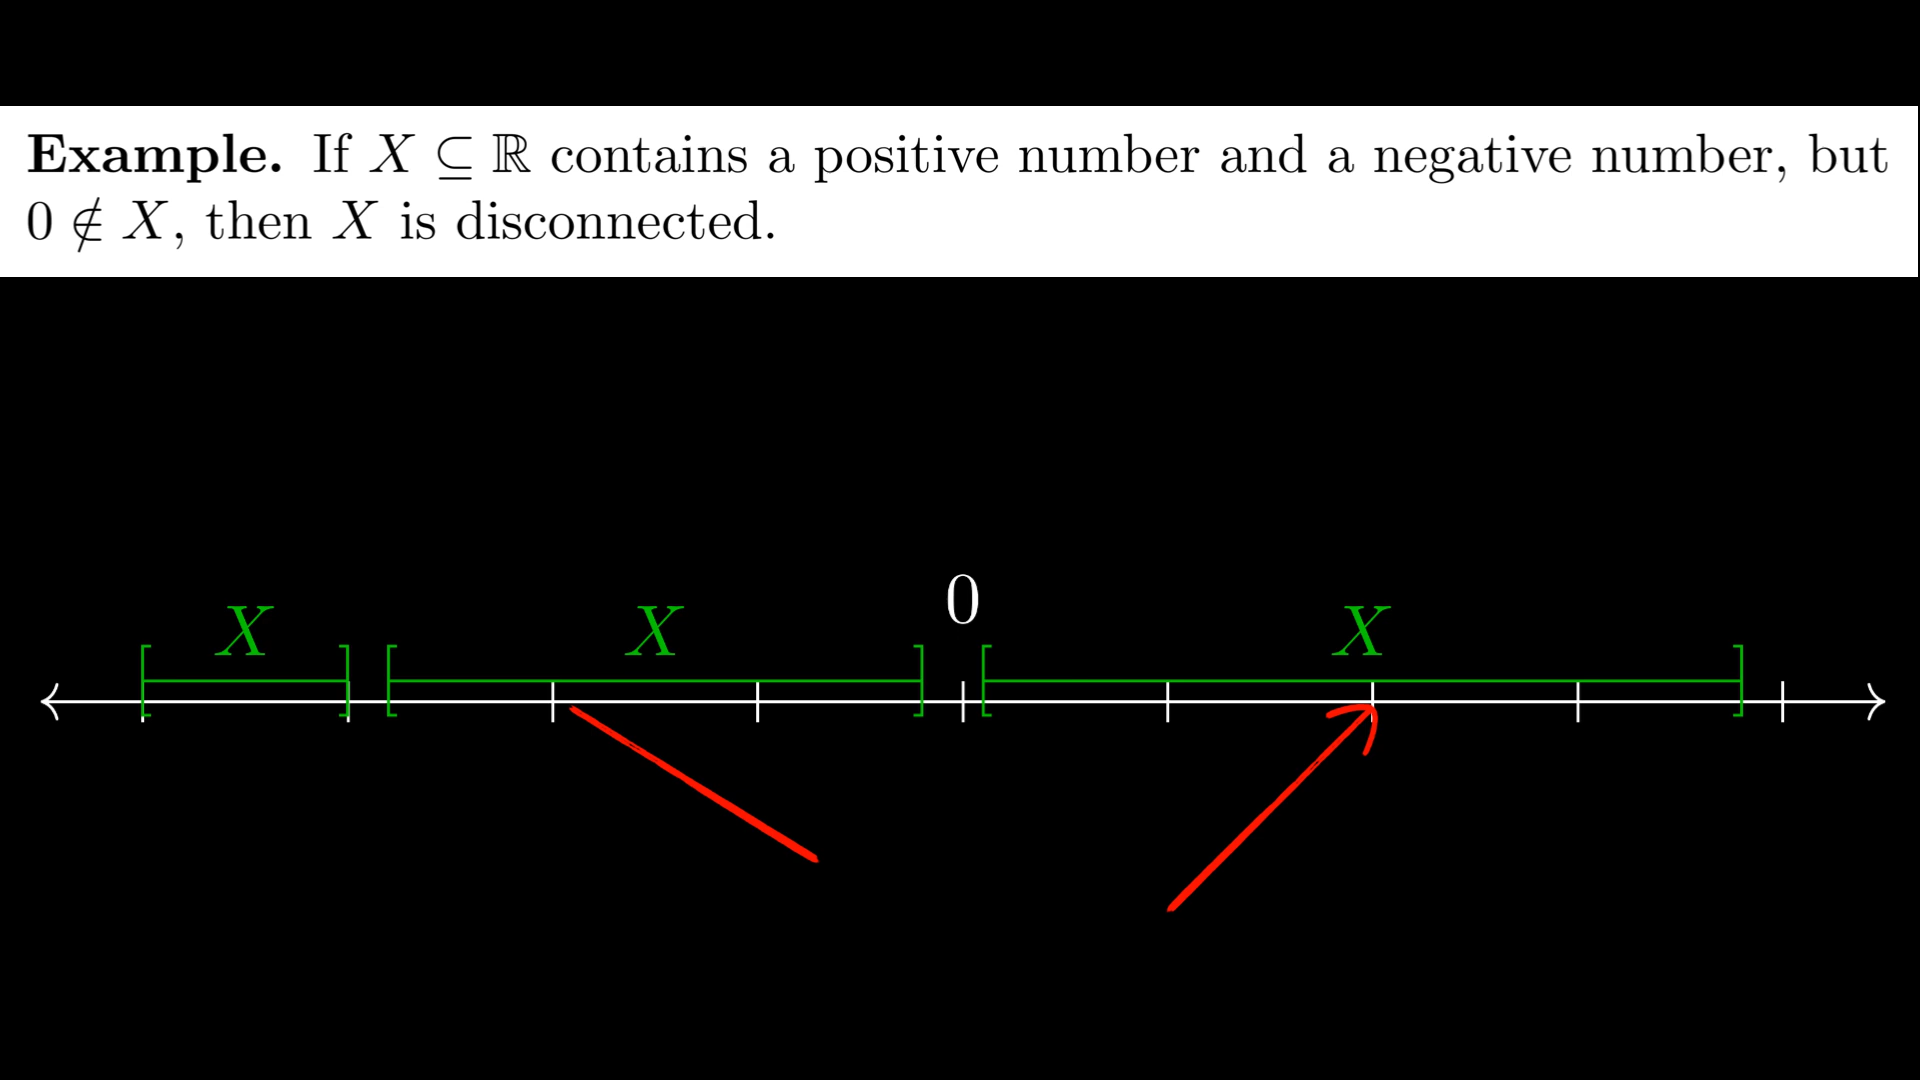 Example. If X ⊆ ℝ contains a positive number and a negative number, but
0 ∉ X, then X is disconnected.
0
X X X